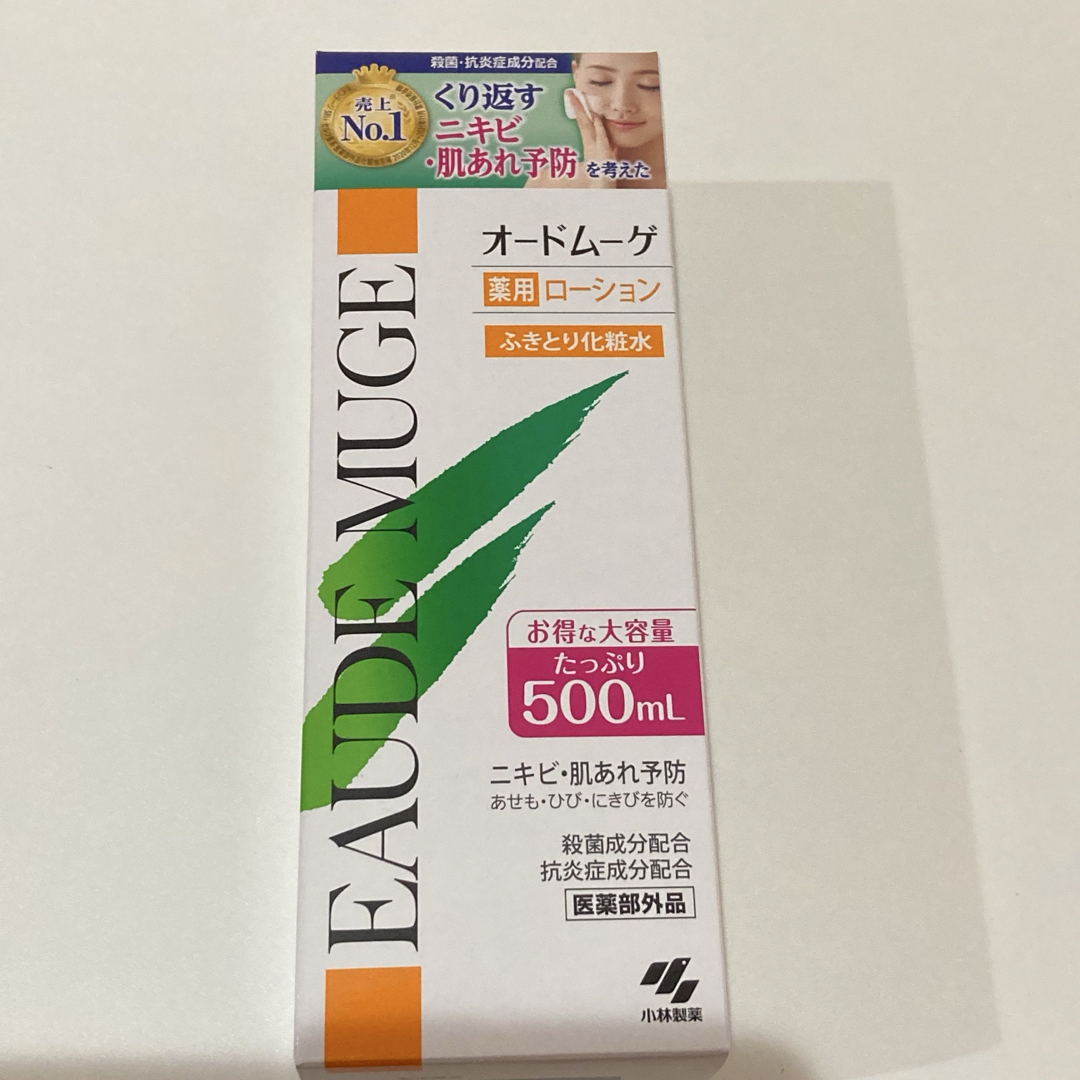 殺菌・抗炎症成分配合
売上
No.1
くり返す
ニキビ
・肌あれ予防を考えた
オードムーゲ
薬用ローション
ふきとり化粧水
EAUDE MUGE
お得な大容量
たっぷり
500mL
ニキビ・肌あれ予防
あせも・ひび・にきびを防ぐ
殺菌成分配合
抗炎症成分配合
医薬部外品
小林製薬